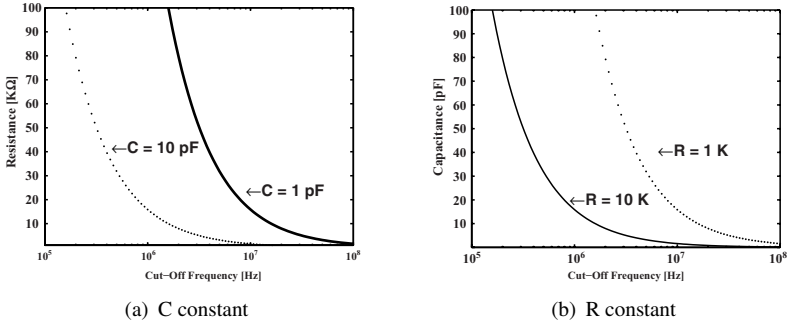 100
90
80
70
60
50
40
30
20
10
Resistance [KΩ]
←C = 10 pF
←C = 1 pF
10⁵
10⁶
10⁷
10⁸
Cut−Off Frequency [Hz]
(a) C constant
100
90
80
70
60
50
40
30
20
10
0
Capacitance [pF]
←R = 1 K
←R = 10 K
10⁵
10⁶
10⁷
10⁸
Cut−Off Frequency [Hz]
(b) R constant